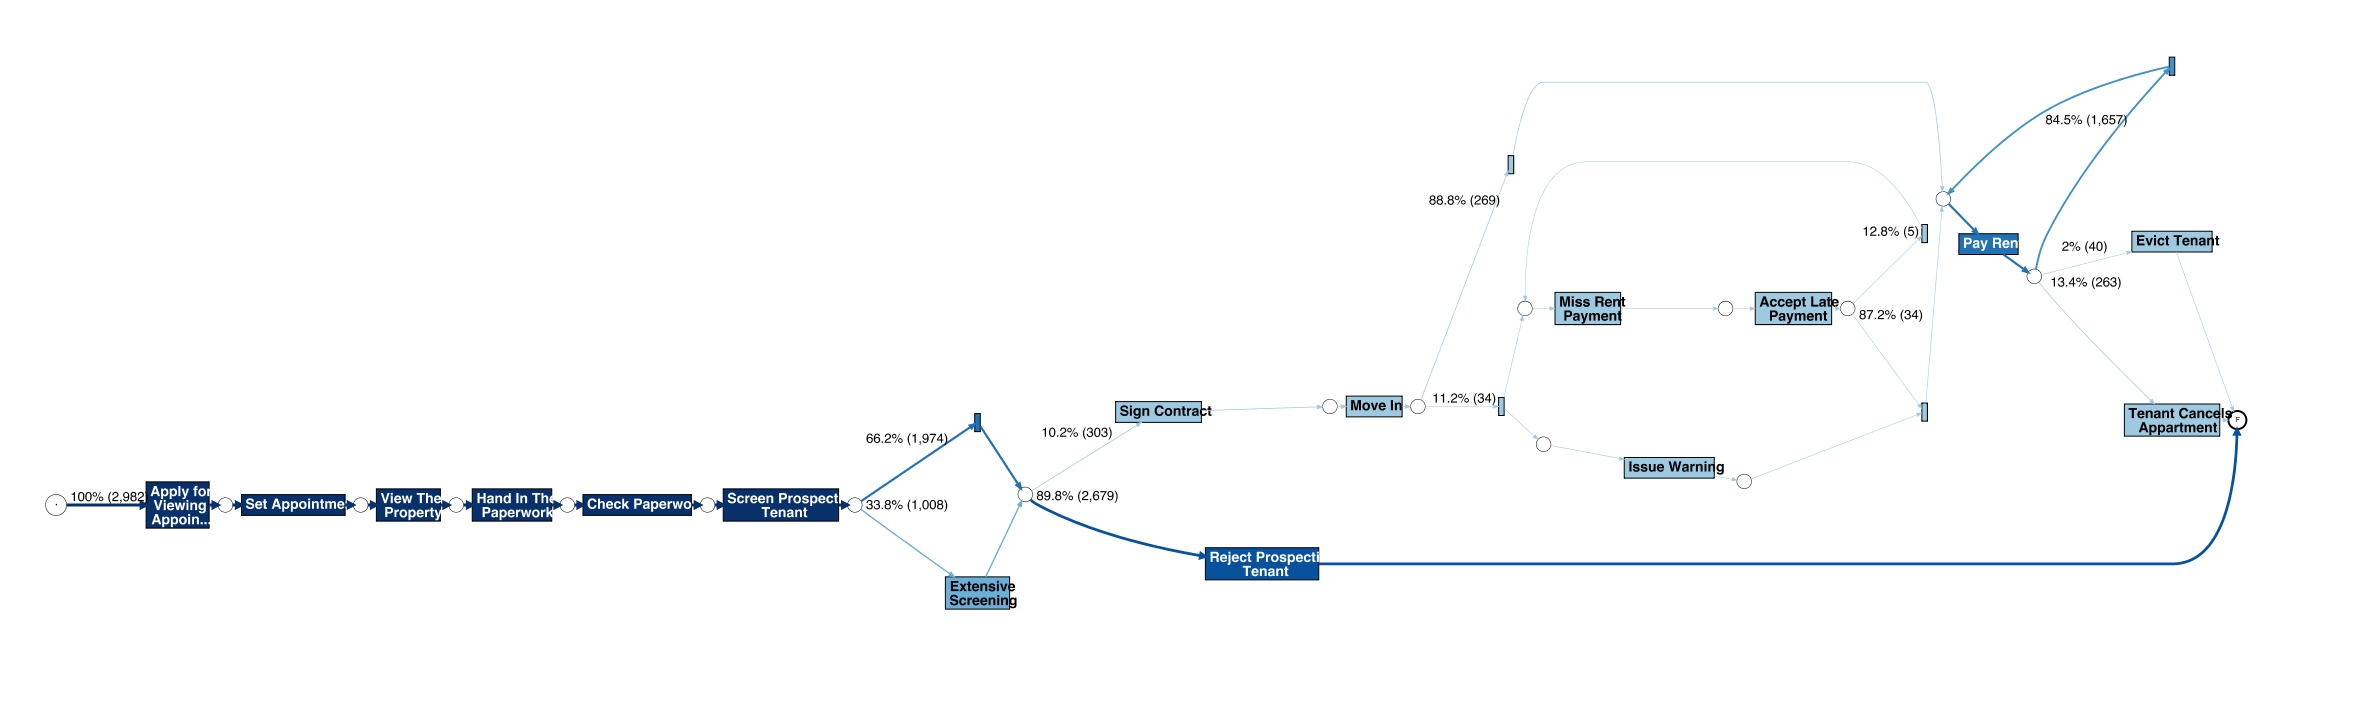 100% (2,982
Apply for
Viewing
Appoin...
Set Appointme
View The
Property
Hand In The
Paperwork
Check Paperwo
Screen Prospect
Tenant
66.2% (1,974)
33.8% (1,008)
Extensive
Screening
10.2% (303)
89.8% (2,679)
Sign Contract
Reject Prospecti
Tenant
Move In
88.8% (269)
11.2% (34)
Miss Rent
Payment
Accept Late
Payment
12.8% (5)
87.2% (34)
Issue Warning
Pay Ren
84.5% (1,657)
2% (40)
13.4% (263)
Evict Tenant
Tenant Cancels
Appartment
F